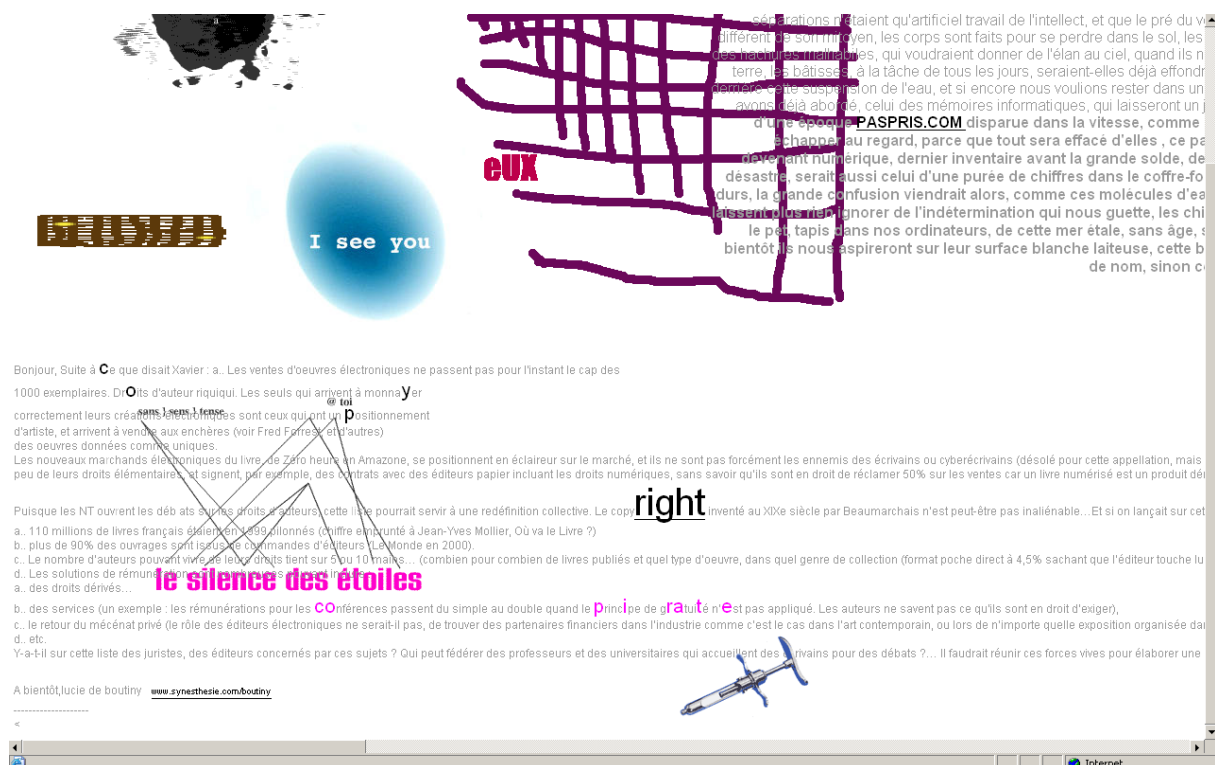 séparations n'étaient qu'artificiel travail de l'intellect, et que le pré du
différent de son mitoyen, les corps sont faits pour se perdre dans le sol, les
des hachures malhabiles, qui voudraient donner de l'élan au ciel, quant à la
terre, les bâtisses, à la tâche de tous les jours, seraient-elles déjà
derrière cette suspension de l'eau, et si encore nous voulions rester dans un
avons déjà abordé, celui des mémoires informatiques, qui laisseront un
d'une époque PASPRIS.COM disparue dans la vitesse, comme
échapper au regard, parce que tout sera effacé d'elles , ce
devenant numérique, dernier inventaire avant la grande solde, de
désastre, serait aussi celui d'une purée de chiffres dans le
durs, la grande confusion viendrait alors, comme ces molécules
laissent plus rien ignorer de l'indétermination qui nous guette, les
le pet, tapis dans nos ordinateurs, de cette mer étale, sans âge,
bientôt ils nous aspireront sur leur surface blanche laiteuse, cette
de nom, sinon
eUX
I see you
Bonjour, Suite à Ce que disait Xavier : a.. Les ventes d'oeuvres électroniques ne passent pas pour l'instant le cap des
1000 exemplaires. DrOits d'auteur riquiqui. Les seuls qui arrivent à monnayer
@ toi
sans } sens } tense
correctement leurs créations électroniques sont ceux qui ont un positionnement
d'artiste, et arrivent à vendre aux enchères (voir Fred Forrest, et d'autres)
des oeuvres données comme uniques.
Les nouveaux marchands électroniques du livre, de Zéro heure en Amazone, se positionnent en éclaireur sur le marché, et ils ne sont pas forcément les ennemis des écrivains ou cyberécrivains (désolé pour cette appellation, mais
peu de leurs droits élémentaires, et signent, par exemple, des contrats avec des éditeurs papier incluant les droits numériques, sans savoir qu'ils sont en droit de réclamer 50% sur les ventes car un livre numérisé est un produit
Puisque les NT ouvrent les déb ats sur les droits d'auteurs, cette liste pourrait servir à une redéfinition collective. Le copy right inventé au XIXe siècle par Beaumarchais n'est peut-être pas inaliénable…Et si on lançait sur cet
a.. 110 millions de livres français étaient en 1999 pilonnés (chiffre emprunté à Jean-Yves Mollier, Où va le Livre ?)
b.. plus de 90% des ouvrages sont issus de commandes d'éditeurs (Le Monde en 2000).
c.. Le nombre d'auteurs pouvant vivre de leurs droits tient sur 5 ou 10 mains… (combien pour combien de livres publiés et quel type d'oeuvre, dans quel genre de collection (format poche direct à 4,5% sachant que l'éditeur touche
d.. Les solutions de rémunération sont
le silence des étoiles
a.. des droits dérivés…
b.. des services (un exemple : les rémunérations pour les conférences passent du simple au double quand le principe de gratuité n'est pas appliqué. Les auteurs ne savent pas ce qu'ils sont en droit d'exiger),
c.. le retour du mécénat privé (le rôle des éditeurs électroniques ne serait-il pas, de trouver des partenaires financiers dans l'industrie comme c'est le cas dans l'art contemporain, ou lors de n'importe quelle exposition organisée
d.. etc.
Y-a-t-il sur cette liste des juristes, des éditeurs concernés par ces sujets ? Qui peut fédérer des professeurs et des universitaires qui accueillent des écrivains pour des débats ?… Il faudrait réunir ces forces vives pour élaborer une
A bientôt,lucie de boutiny www.synesthesie.com/boutiny
--------------------
<
Internet